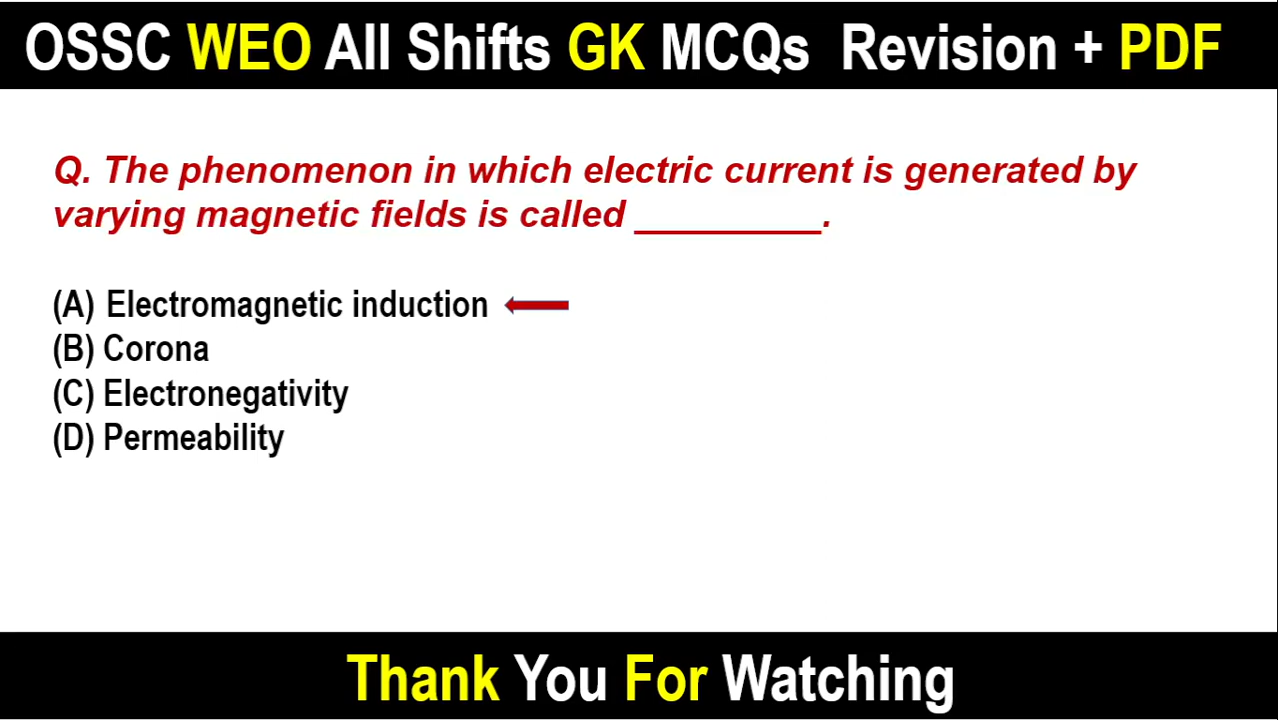 OSSC WEO All Shifts GK MCQs Revision + PDF
Q. The phenomenon in which electric current is generated by
varying magnetic fields is called _________.
(A) Electromagnetic induction
(B) Corona
(C) Electronegativity
(D) Permeability
Thank You For Watching